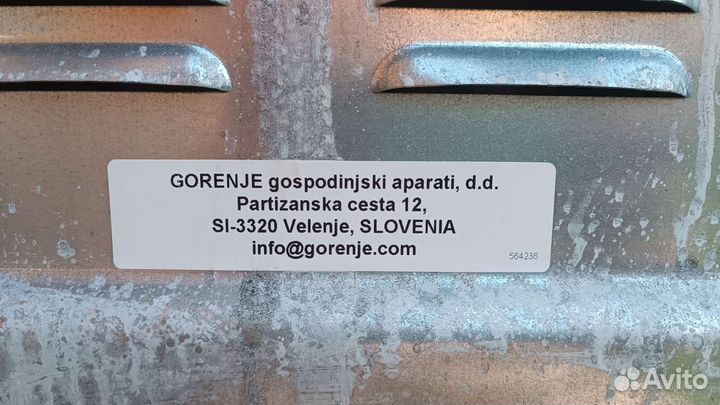 GORENJE gospodinjski aparati, d.d.
Partizanska cesta 12,
SI-3320 Velenje, SLOVENIA
info@gorenje.com
564236
Avito